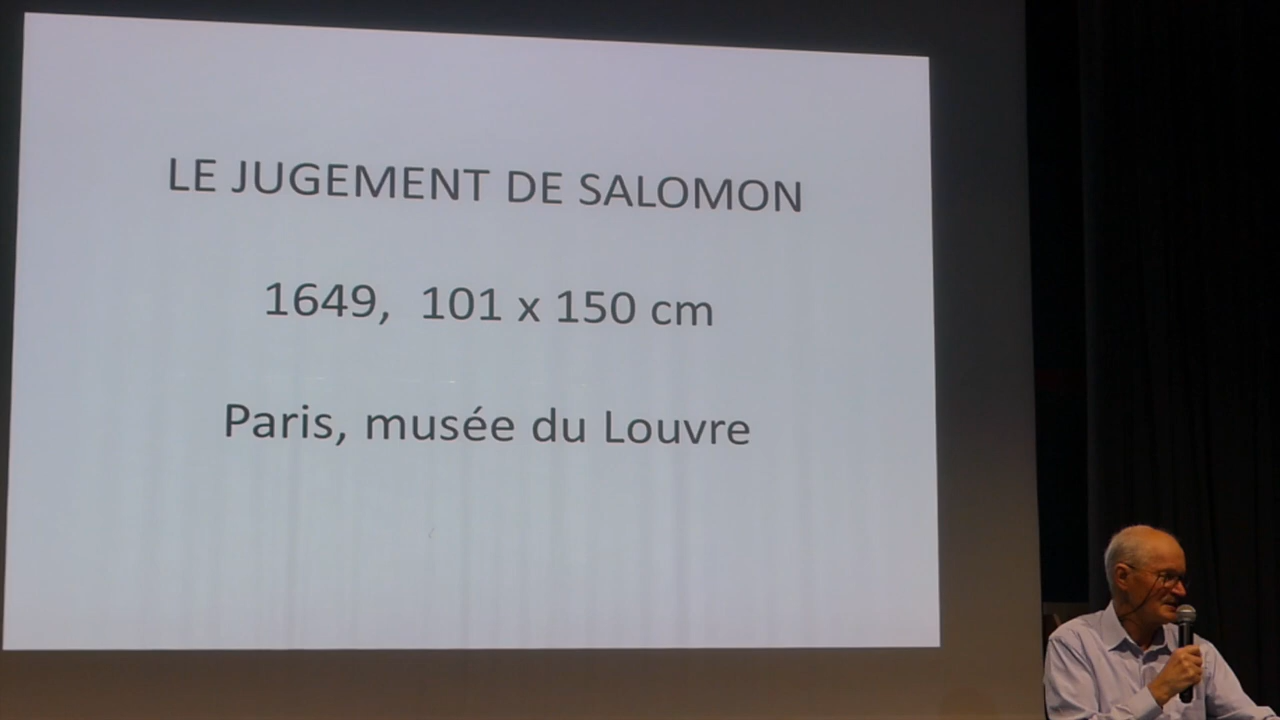 LE JUGEMENT DE SALOMON
1649, 101 x 150 cm
Paris, musée du Louvre